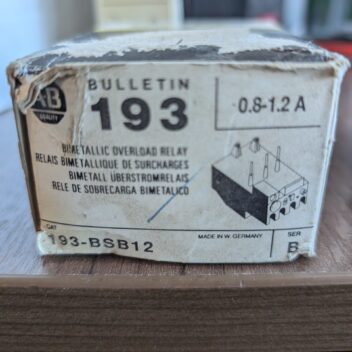 AB
QUALITY
BULLETIN
193
0.8-1.2 A
BIMETALLIC OVERLOAD RELAY
RELAIS BIMETALLIQUE DE SURCHARGES
BIMETALL ÜBERSTROMRELAIS
RELE DE SOBRECARGA BIMETALICO
CAT
193-BSB12
MADE IN W. GERMANY
SER
B